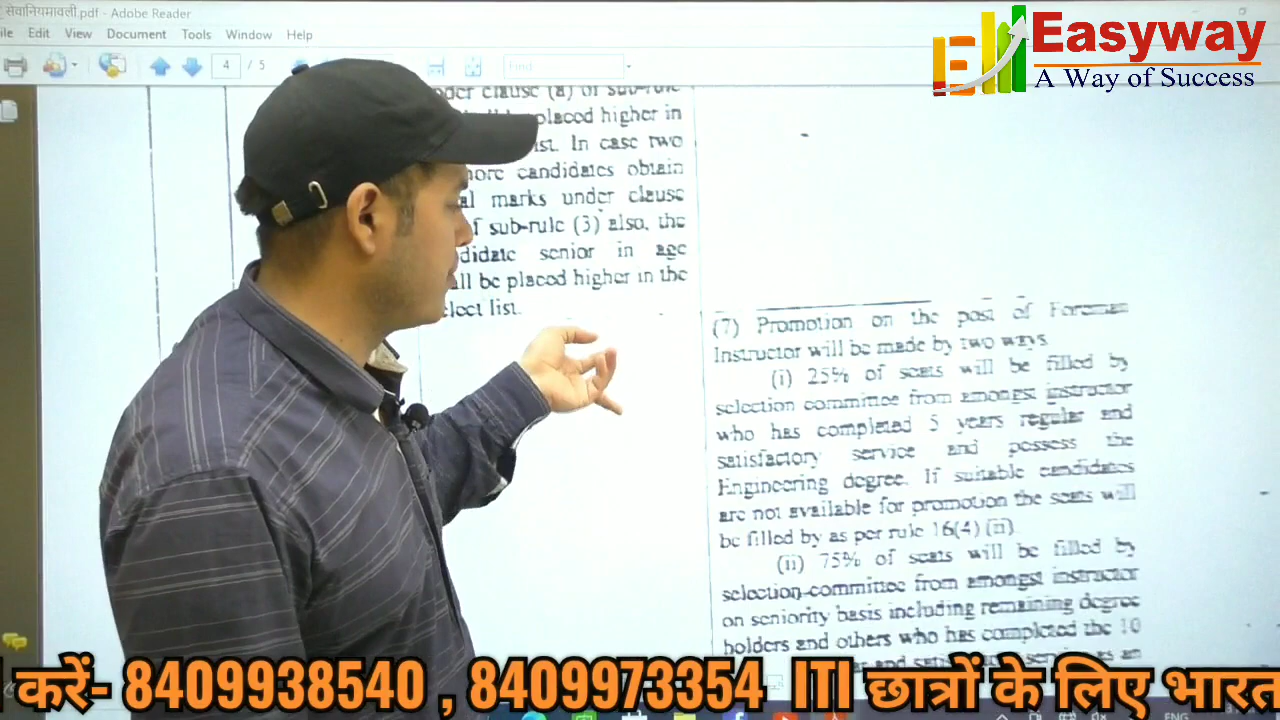 सेवानियमावली.pdf - Adobe Reader
Edit View Document Tools Window Help
4 / 5 Find
Easyway
A Way of Success
clause (a) of sub-rule
placed higher in
In case two
candidates obtain
marks under clause
sub-rule (3) also, the
senior in age
be placed higher in the
list.
(7) Promotion on the post of Foreman
Instructor will be made by two ways.
(i) 25% of seats will be filled by
selection committee from amongst instructor
who has completed 5 years regular and
satisfactory service and possess the
Engineering degree. If suitable candidates
are not available for promotion the seats will
be filled by as per rule 16(4) (ii).
(ii) 75% of seats will be filled by
selection committee from amongst instructor
on seniority basis including remaining degree
holders and others who has completed the 10
करें- 8409938540 , 8409973354 ITI छात्रों के लिए भारत
ENG